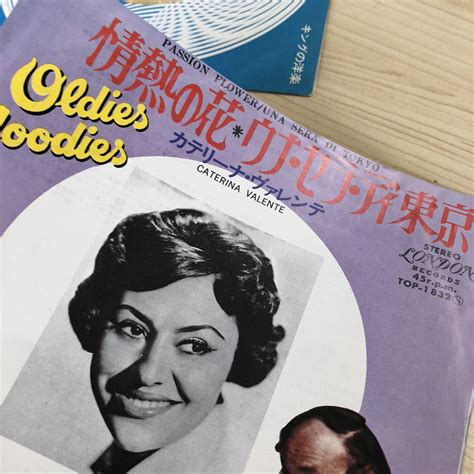 キングの洋楽
PASSION FLOWER/UNA SERA DI TOKYO
情熱の花*ウナ・セラ・ディ東京
カテリーナ・ヴァレンテ
CATERINA VALENTE
Oldies
Goodies
STEREO
LONDON
RECORDS
45r.p.m.
TOP-1832Ⓢ